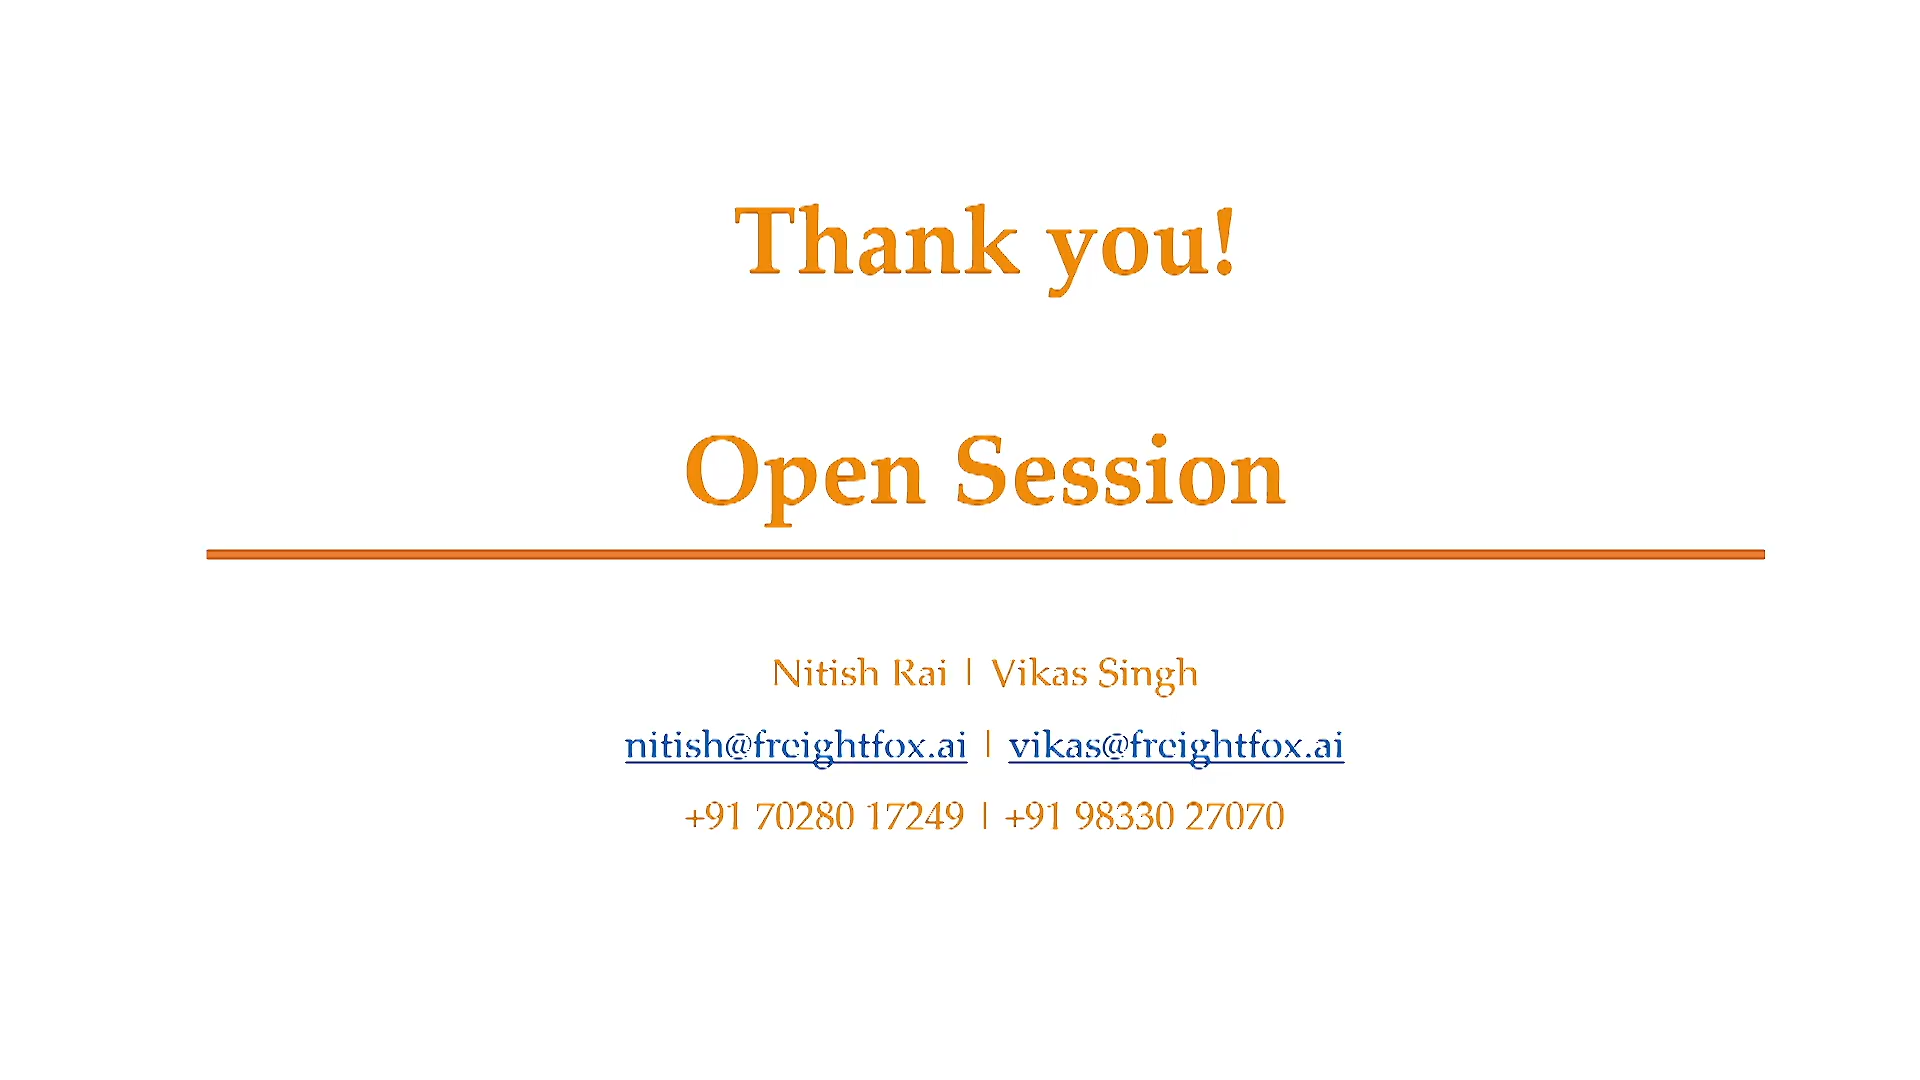 Thank you!
Open Session
Nitish Rai | Vikas Singh
nitish@freightfox.ai | vikas@freightfox.ai
+91 70280 17249 | +91 98330 27070